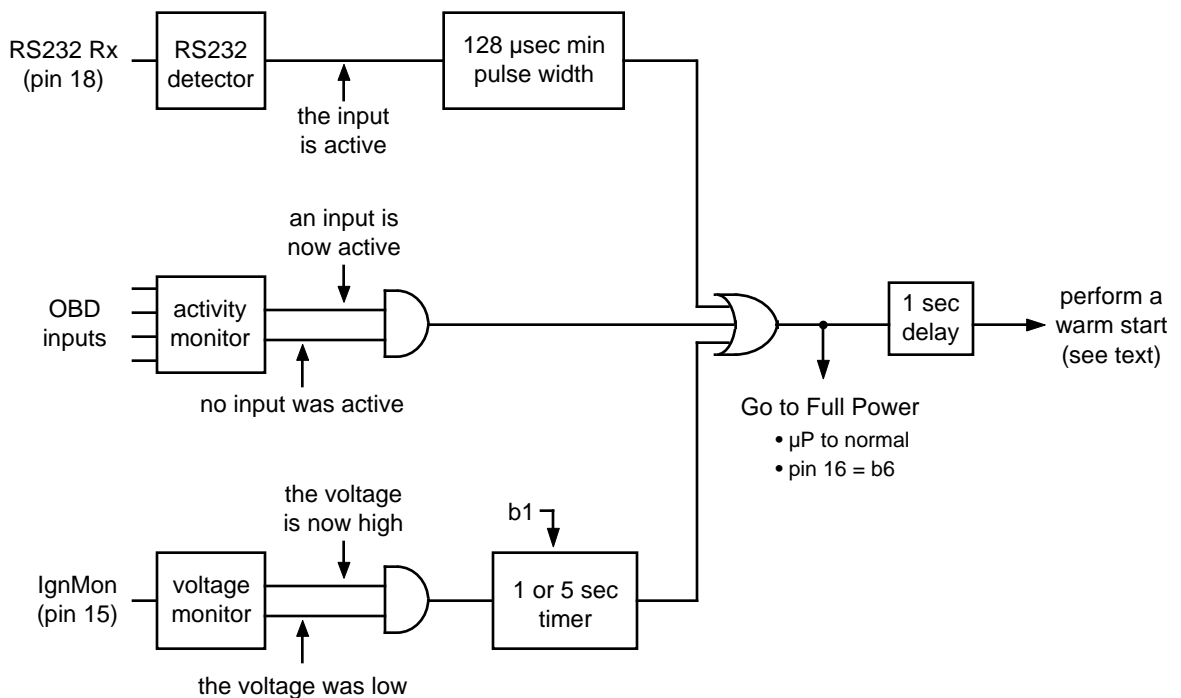 RS232 Rx
(pin 18)
RS232
detector
the input
is active
128 µsec min
pulse width
an input is
now active
OBD
inputs
activity
monitor
no input was active
1 sec
delay
perform a
warm start
(see text)
Go to Full Power
• µP to normal
• pin 16 = b6
the voltage
is now high
b1
IgnMon
(pin 15)
voltage
monitor
1 or 5 sec
timer
the voltage was low